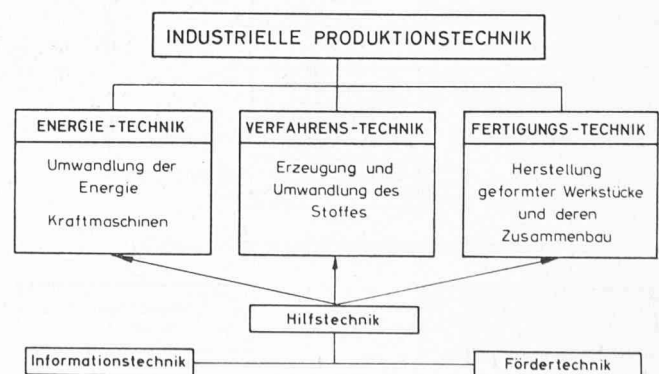 INDUSTRIELLE PRODUKTIONSTECHNIK
ENERGIE-TECHNIK
Umwandlung der
Energie
Kraftmaschinen
VERFAHRENS-TECHNIK
Erzeugung und
Umwandlung des
Stoffes
FERTIGUNGS-TECHNIK
Herstellung
geformter Werkstücke
und deren
Zusammenbau
Hilfstechnik
Informationstechnik
Fördertechnik